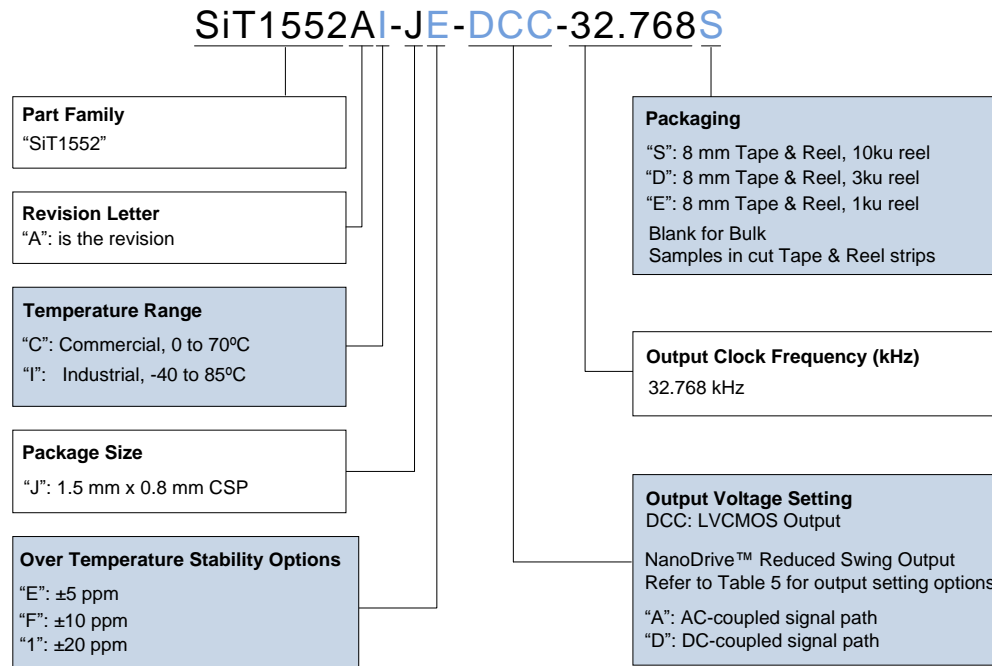 SiT1552AI-JE-DCC-32.768S
Part Family
“SiT1552”
Revision Letter
“A”: is the revision
Temperature Range
“C”: Commercial, 0 to 70ºC
“I”: Industrial, -40 to 85ºC
Package Size
“J”: 1.5 mm x 0.8 mm CSP
Over Temperature Stability Options
“E”: ±5 ppm
“F”: ±10 ppm
“1”: ±20 ppm
Packaging
“S”: 8 mm Tape & Reel, 10ku reel
“D”: 8 mm Tape & Reel, 3ku reel
“E”: 8 mm Tape & Reel, 1ku reel
Blank for Bulk
Samples in cut Tape & Reel strips
Output Clock Frequency (kHz)
32.768 kHz
Output Voltage Setting
DCC: LVCMOS Output
NanoDrive™ Reduced Swing Output
Refer to Table 5 for output setting options
“A”: AC-coupled signal path
“D”: DC-coupled signal path